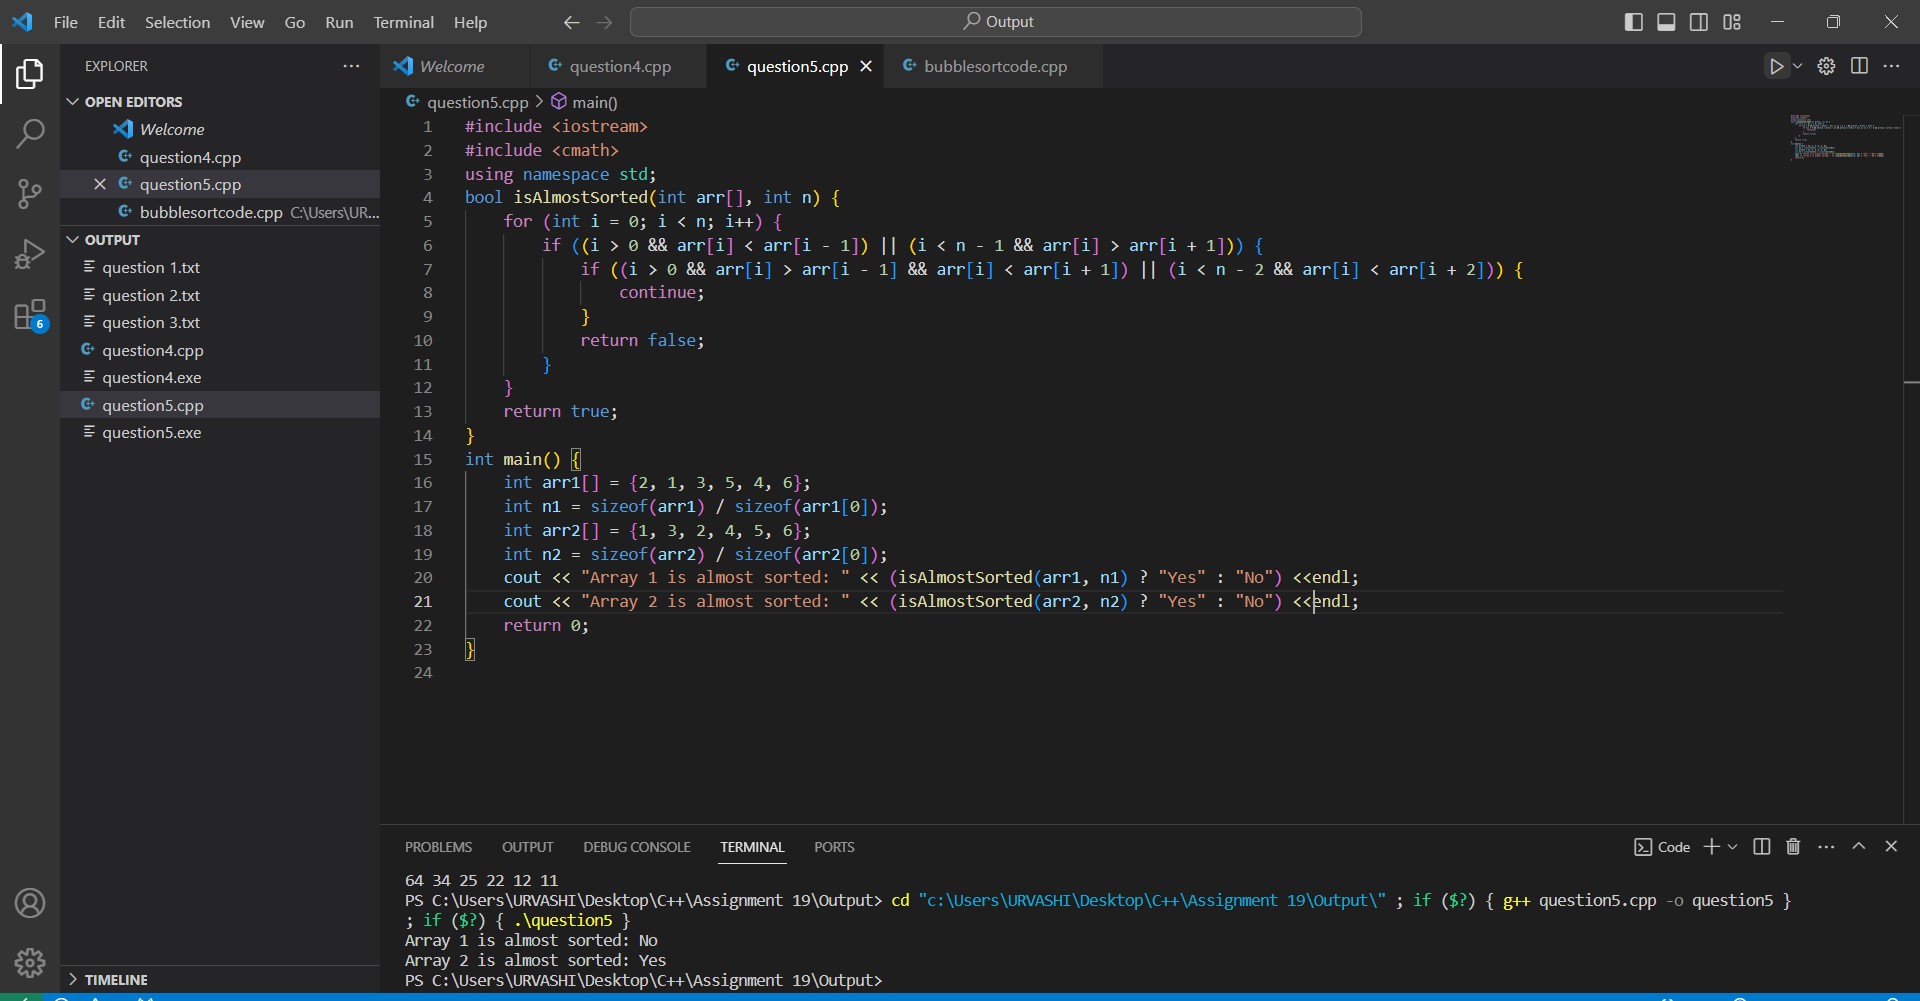 File Edit Selection View Go Run Terminal Help
Output
EXPLORER
OPEN EDITORS
Welcome
question4.cpp
question5.cpp
bubblesortcode.cpp C:\Users\UR...
OUTPUT
question 1.txt
question 2.txt
question 3.txt
question4.cpp
question4.exe
question5.cpp
question5.exe
6
TIMELINE
Welcome question4.cpp question5.cpp bubblesortcode.cpp
question5.cpp > main()
1 #include <iostream>
2 #include <cmath>
3 using namespace std;
4 bool isAlmostSorted(int arr[], int n) {
5 for (int i = 0; i < n; i++) {
6 if ((i > 0 && arr[i] < arr[i - 1]) || (i < n - 1 && arr[i] > arr[i + 1])) {
7 if ((i > 0 && arr[i] > arr[i - 1] && arr[i] < arr[i + 1]) || (i < n - 2 && arr[i] < arr[i + 2])) {
8 continue;
9 }
10 return false;
11 }
12 }
13 return true;
14 }
15 int main() {
16 int arr1[] = {2, 1, 3, 5, 4, 6};
17 int n1 = sizeof(arr1) / sizeof(arr1[0]);
18 int arr2[] = {1, 3, 2, 4, 5, 6};
19 int n2 = sizeof(arr2) / sizeof(arr2[0]);
20 cout << "Array 1 is almost sorted: " << (isAlmostSorted(arr1, n1) ? "Yes" : "No") <<endl;
21 cout << "Array 2 is almost sorted: " << (isAlmostSorted(arr2, n2) ? "Yes" : "No") <<endl;
22 return 0;
23 }
24
PROBLEMS OUTPUT DEBUG CONSOLE TERMINAL PORTS
Code
64 34 25 22 12 11
PS C:\Users\URVASHI\Desktop\C++\Assignment 19\Output> cd "c:\Users\URVASHI\Desktop\C++\Assignment 19\Output\" ; if ($?) { g++ question5.cpp -o question5 }
; if ($?) { .\question5 }
Array 1 is almost sorted: No
Array 2 is almost sorted: Yes
PS C:\Users\URVASHI\Desktop\C++\Assignment 19\Output>